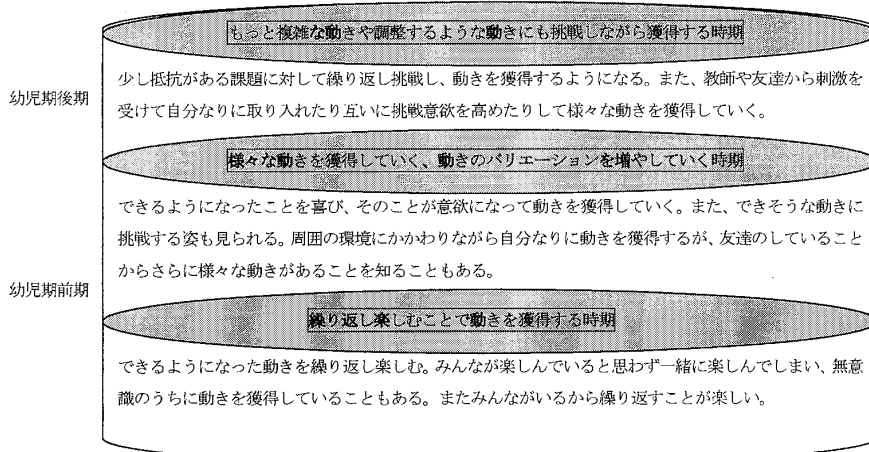 もっと複雑な動きや調整するような動きにも挑戦しながら獲得する時期
幼児期後期
少し抵抗がある課題に対して繰り返し挑戦し、動きを獲得するようになる。また、教師や友達から刺激を
受けて自分なりに取り入れたり互いに挑戦意欲を高めたりして様々な動きを獲得していく。
様々な動きを獲得していく、動きのバリエーションを増やしていく時期
できるようになったことを喜び、そのことが意欲になって動きを獲得していく。また、できそうな動きに
挑戦する姿も見られる。周囲の環境にかかわりながら自分なりに動きを獲得するが、友達のしていること
からさらに様々な動きがあることを知ることもある。
幼児期前期
繰り返し楽しむことで動きを獲得する時期
できるようになった動きを繰り返し楽しむ。みんなが楽しんでいると思わず一緒に楽しんでしまい、無意
識のうちに動きを獲得していることもある。またみんながいるから繰り返すことが楽しい。